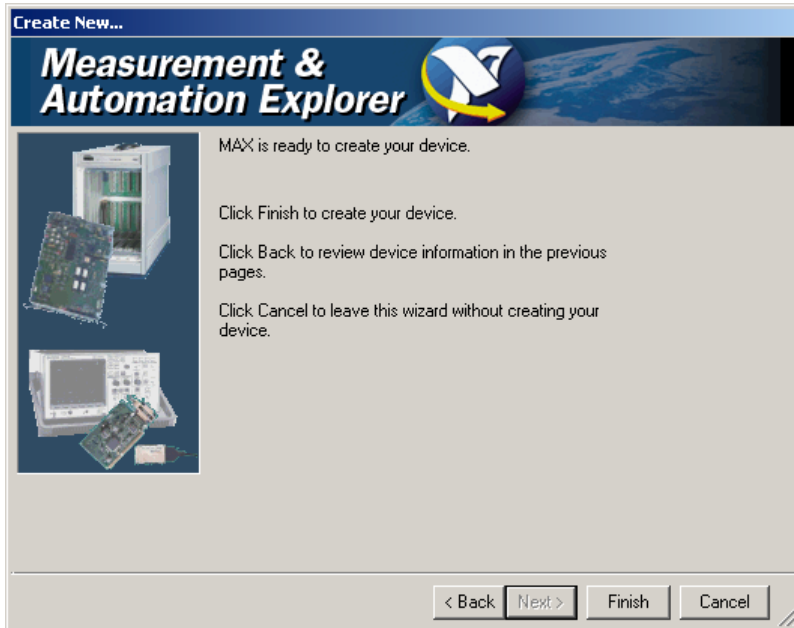 Create New...
Measurement &
Automation Explorer
MAX is ready to create your device.
Click Finish to create your device.
Click Back to review device information in the previous
pages.
Click Cancel to leave this wizard without creating your
device.
< Back Next > Finish Cancel